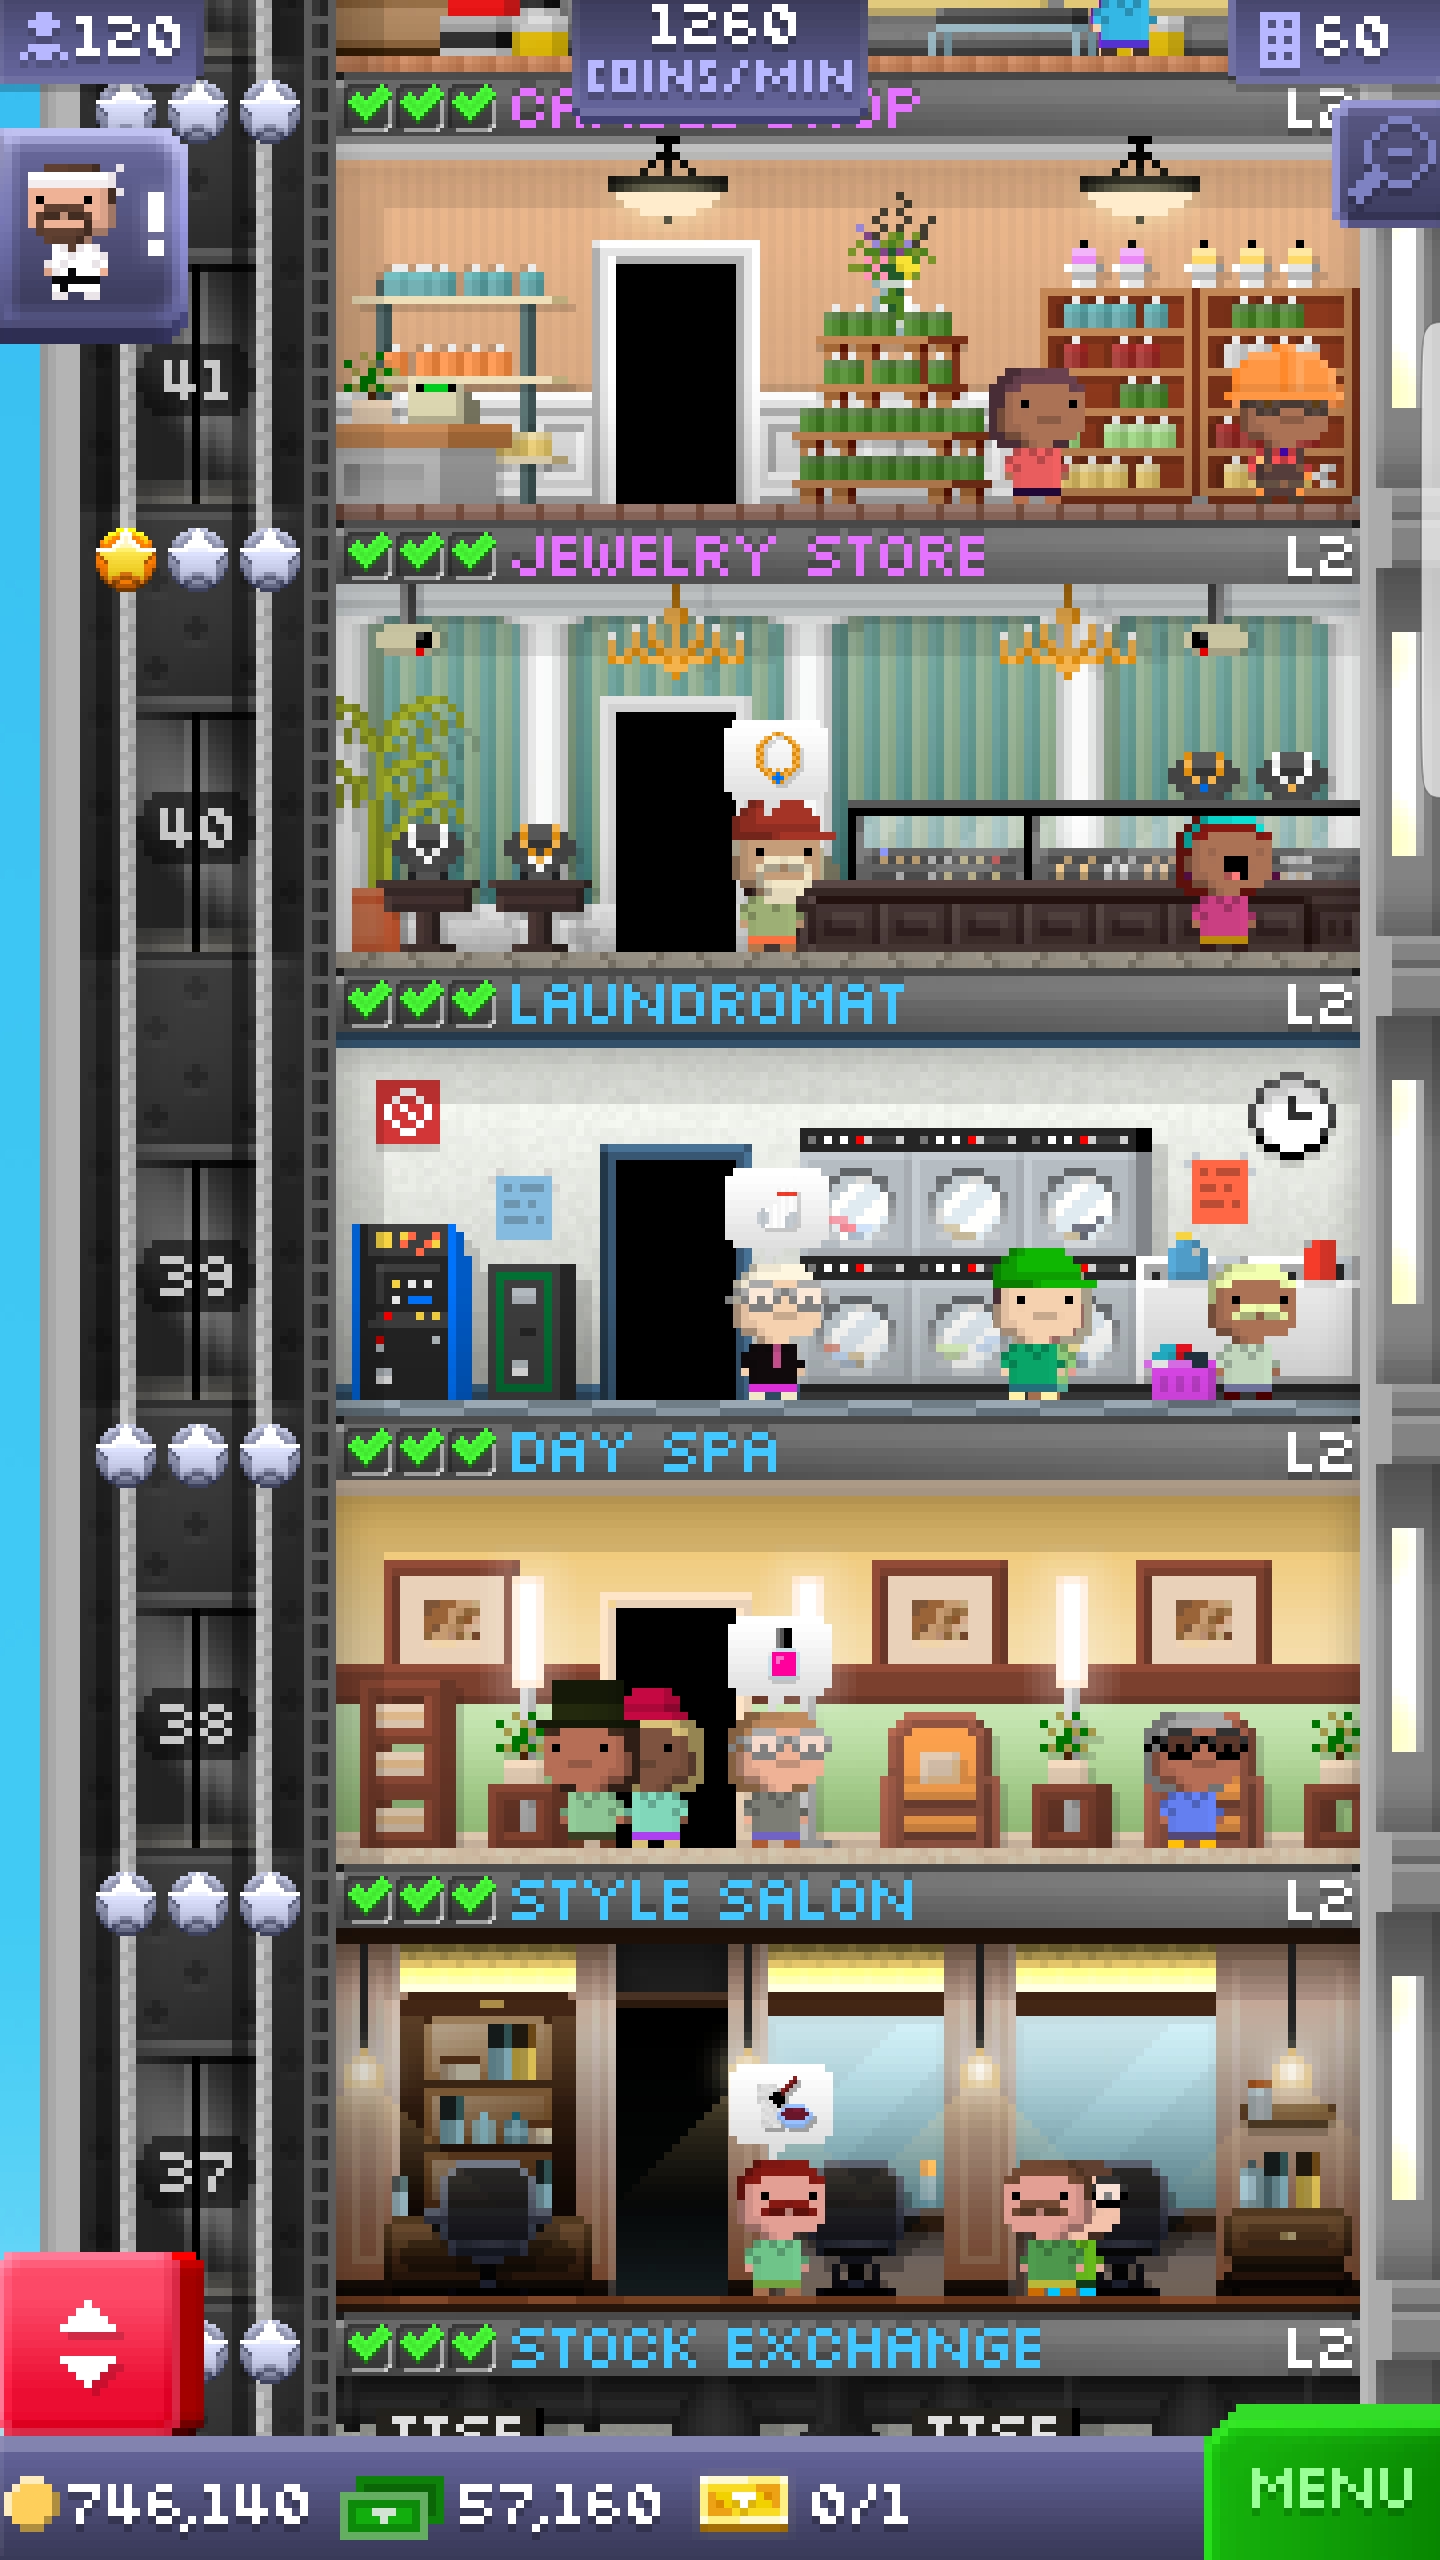 120
1260
COINS/MIN
60
L2
41
JEWELRY STORE L2
40
LAUNDROMAT L2
39
DAY SPA L2
38
STYLE SALON L2
37
STOCK EXCHANGE L2
746,140 57,160 0/1 MENU